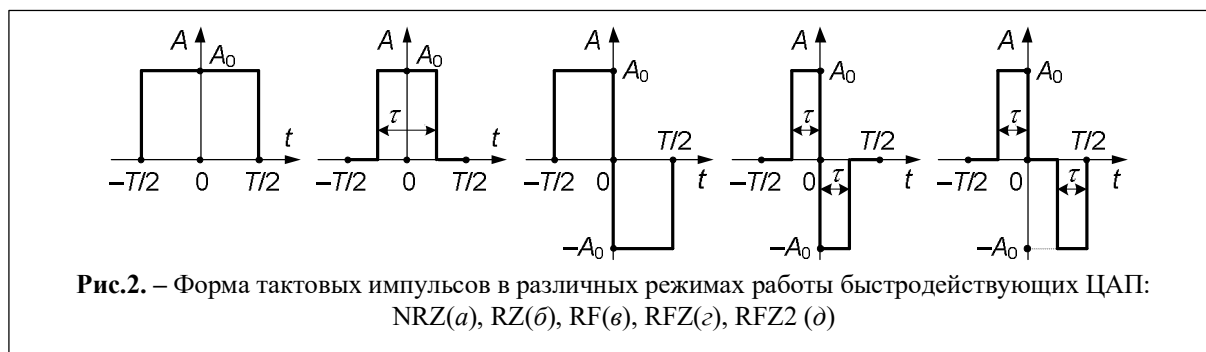 A A₀ t −T/2 0 T/2
A A₀ τ t −T/2 0 T/2
A A₀ T/2 −T/2 0 t −A₀
A A₀ τ T/2 −T/2 0 τ t −A₀
A A₀ τ T/2 −T/2 0 τ t −A₀
Рис.2. – Форма тактовых импульсов в различных режимах работы быстродействующих ЦАП:
NRZ(а), RZ(б), RF(в), RFZ(г), RFZ2 (д)